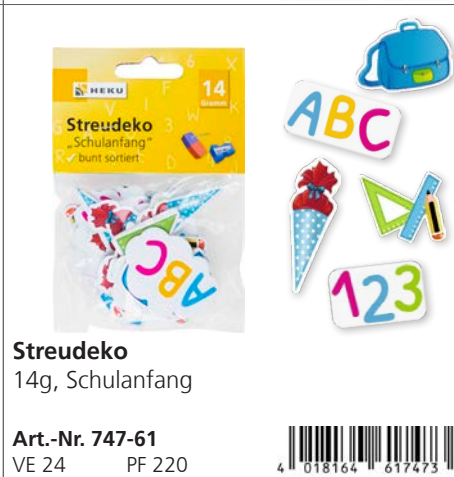 HEKU
14
Gramm
Streudeko
„Schulanfang“
✓ bunt sortiert
ABC
ABC
123
Streudeko
14g, Schulanfang
Art.-Nr. 747-61
VE 24 PF 220
4 018164 617473